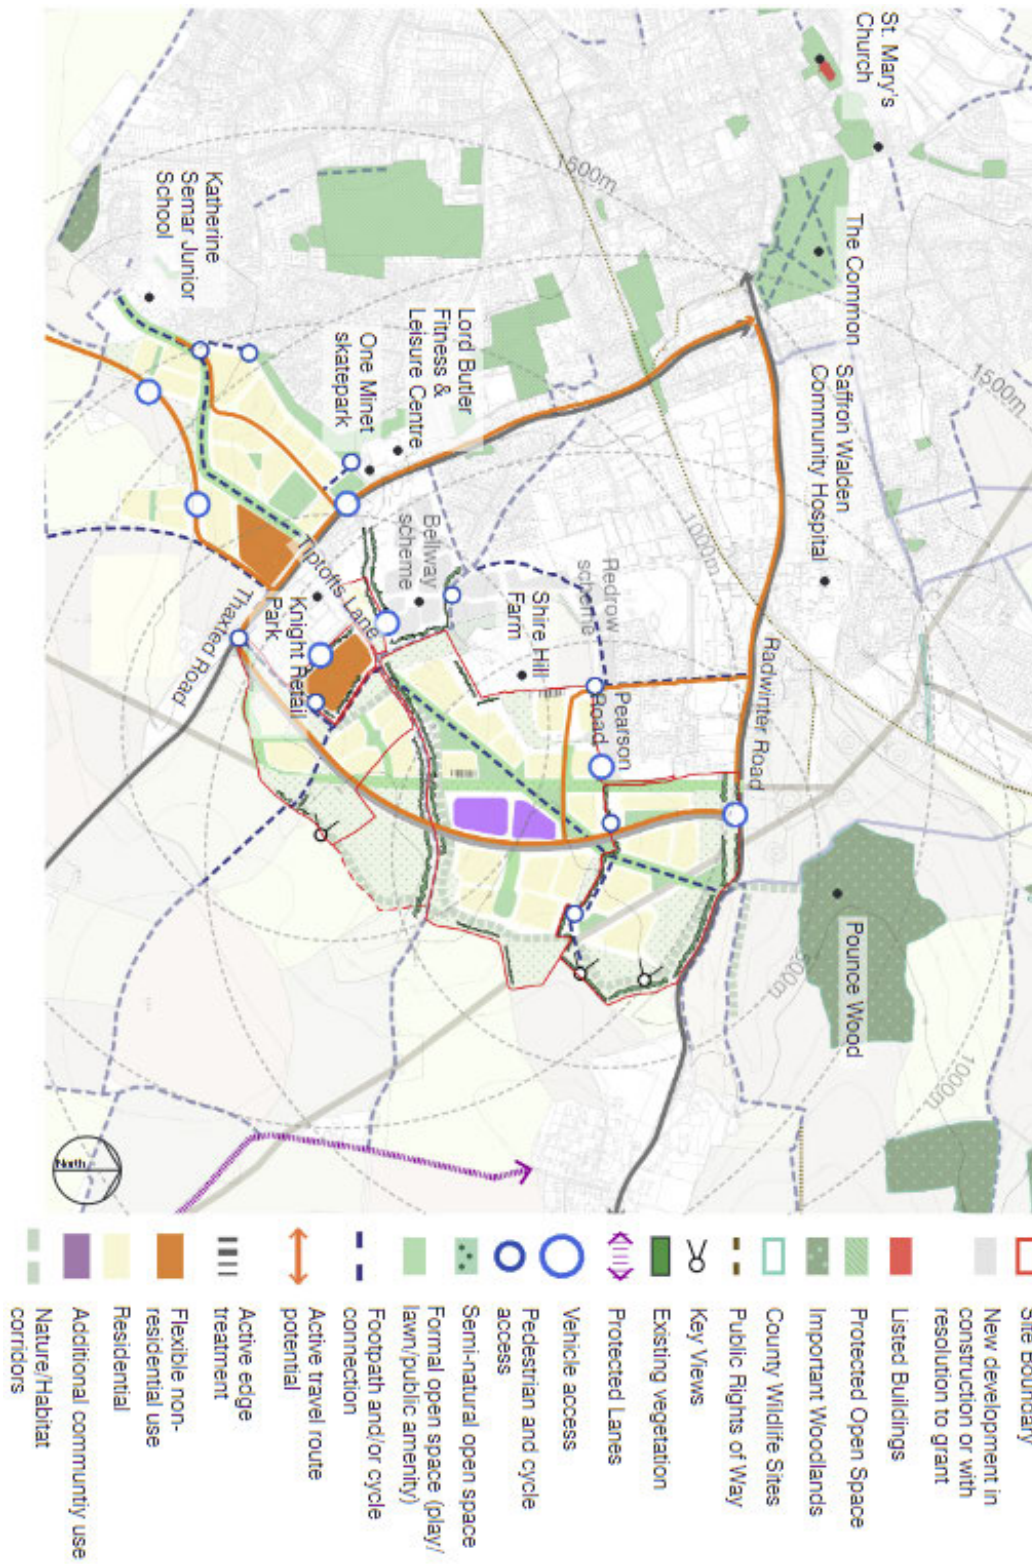 St. Mary's
Church
The Common
Saffron Walden
Community Hospital
1500m
1500m
1000m
Radwinter Road
Pounce Wood
1000m
Katherine
Semar Junior
School
Lord Butler
Fitness &
Leisure Centre
One Minet
skatepark
Bellway
scheme
Redrow
scheme
Shire Hill
Farm
Pearson
Road
Tiptoffs Lane
Knight Retail
Park
Thaxted Road
North
Site Boundary
New development in
construction or with
resolution to grant
Listed Buildings
Protected Open Space
Important Woodlands
County Wildlife Sites
Public Rights of Way
Key Views
Existing vegetation
Protected Lanes
Vehicle access
Pedestrian and cycle
access
Semi-natural open space
Formal open space (play/
lawn/public amenity)
Footpath and/or cycle
connection
Active travel route
potential
Active edge
treatment
Flexible non-
residential use
Residential
Additional communtiy use
Nature/Habitat
corridors